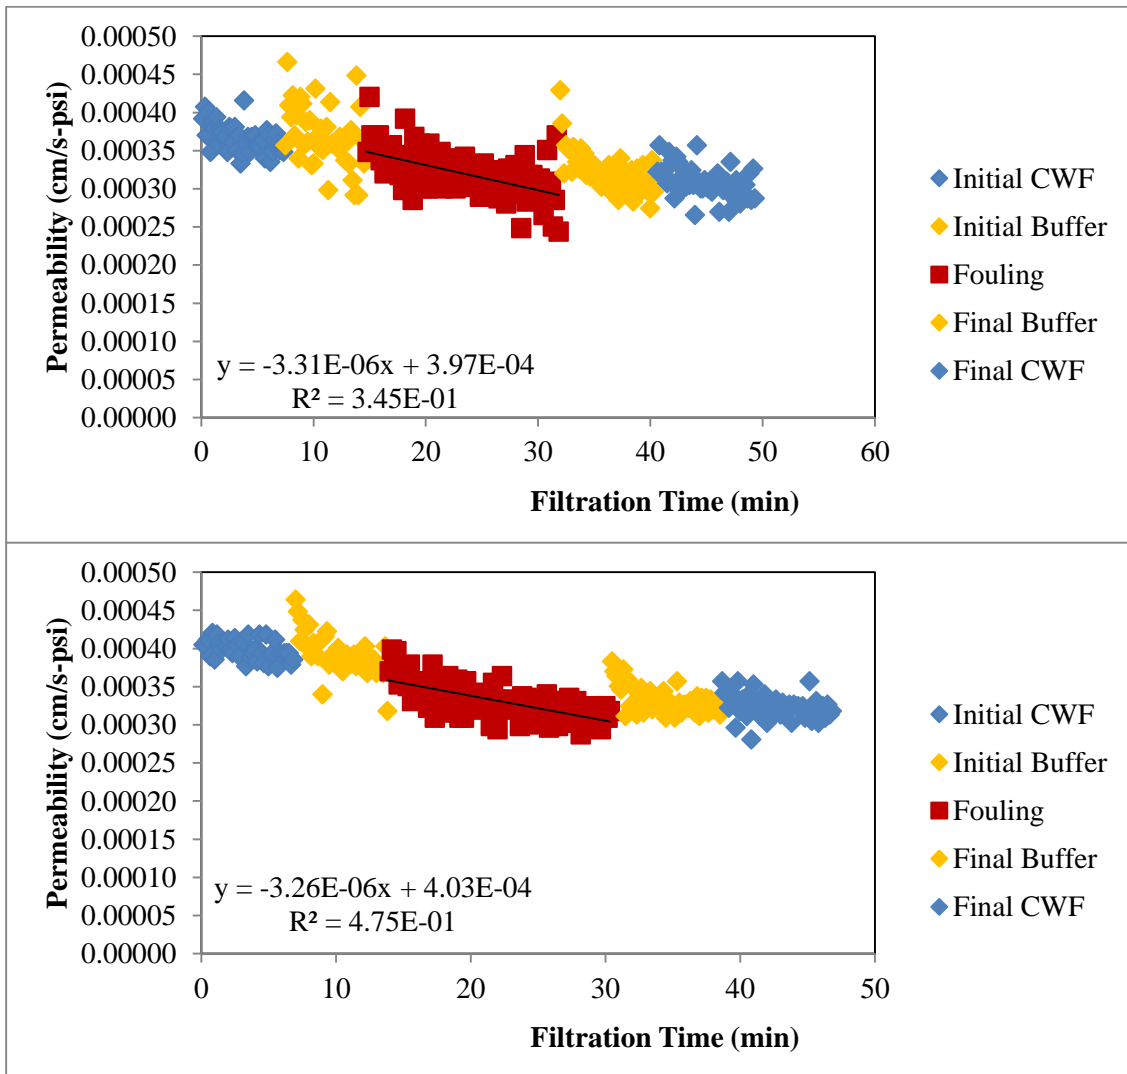 Permeability (cm/s-psi)
0.00050
0.00045
0.00040
0.00035
0.00030
0.00025
0.00020
0.00015
0.00010
0.00005
0.00000
y = -3.31E-06x + 3.97E-04
R² = 3.45E-01
0 10 20 30 40 50 60
Filtration Time (min)
Initial CWF
Initial Buffer
Fouling
Final Buffer
Final CWF
Permeability (cm/s-psi)
0.00050
0.00045
0.00040
0.00035
0.00030
0.00025
0.00020
0.00015
0.00010
0.00005
0.00000
y = -3.26E-06x + 4.03E-04
R² = 4.75E-01
0 10 20 30 40 50
Filtration Time (min)
Initial CWF
Initial Buffer
Fouling
Final Buffer
Final CWF